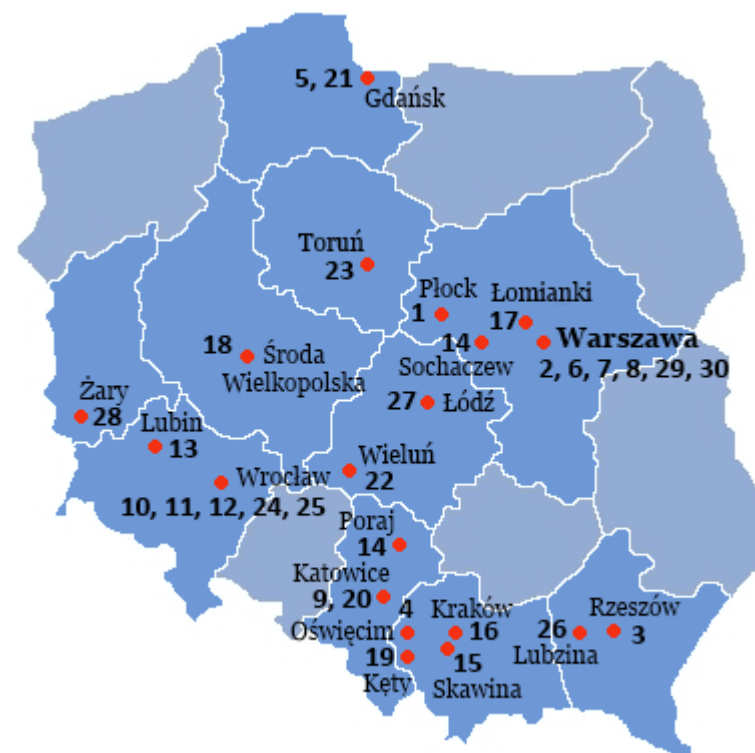 5, 21
Gdańsk
Toruń
23
Płock
1
Łomianki
17
Warszawa
14
Sochaczew
2, 6, 7, 8, 29, 30
18
Środa
Wielkopolska
27
Łódź
Żary
28
Lubin
13
Wieluń
22
Wrocław
10, 11, 12, 24, 25
Poraj
14
Katowice
9, 20
4
Oświęcim
19
Kęty
Kraków
16
15
Skawina
26
Lubzina
Rzeszów
3